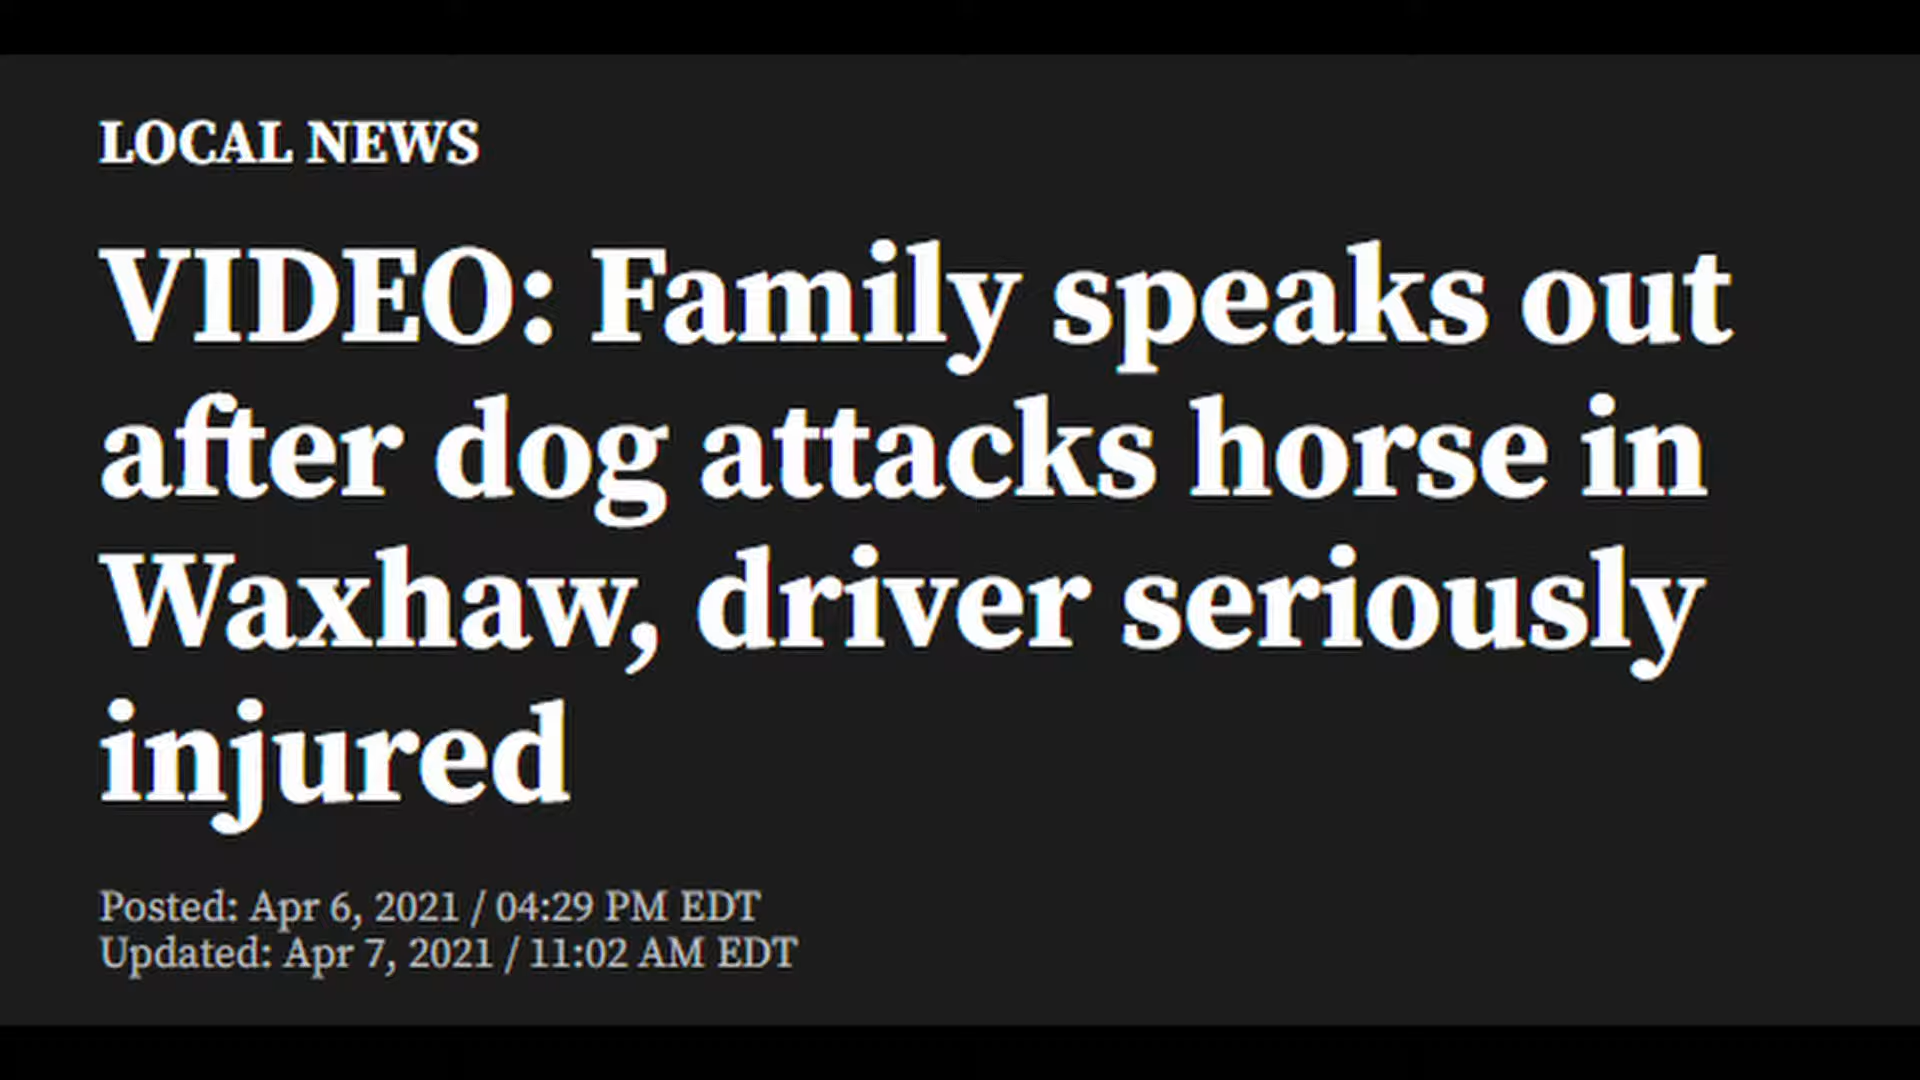 LOCAL NEWS
VIDEO: Family speaks out
after dog attacks horse in
Waxhaw, driver seriously
injured
Posted: Apr 6, 2021 / 04:29 PM EDT
Updated: Apr 7, 2021 / 11:02 AM EDT